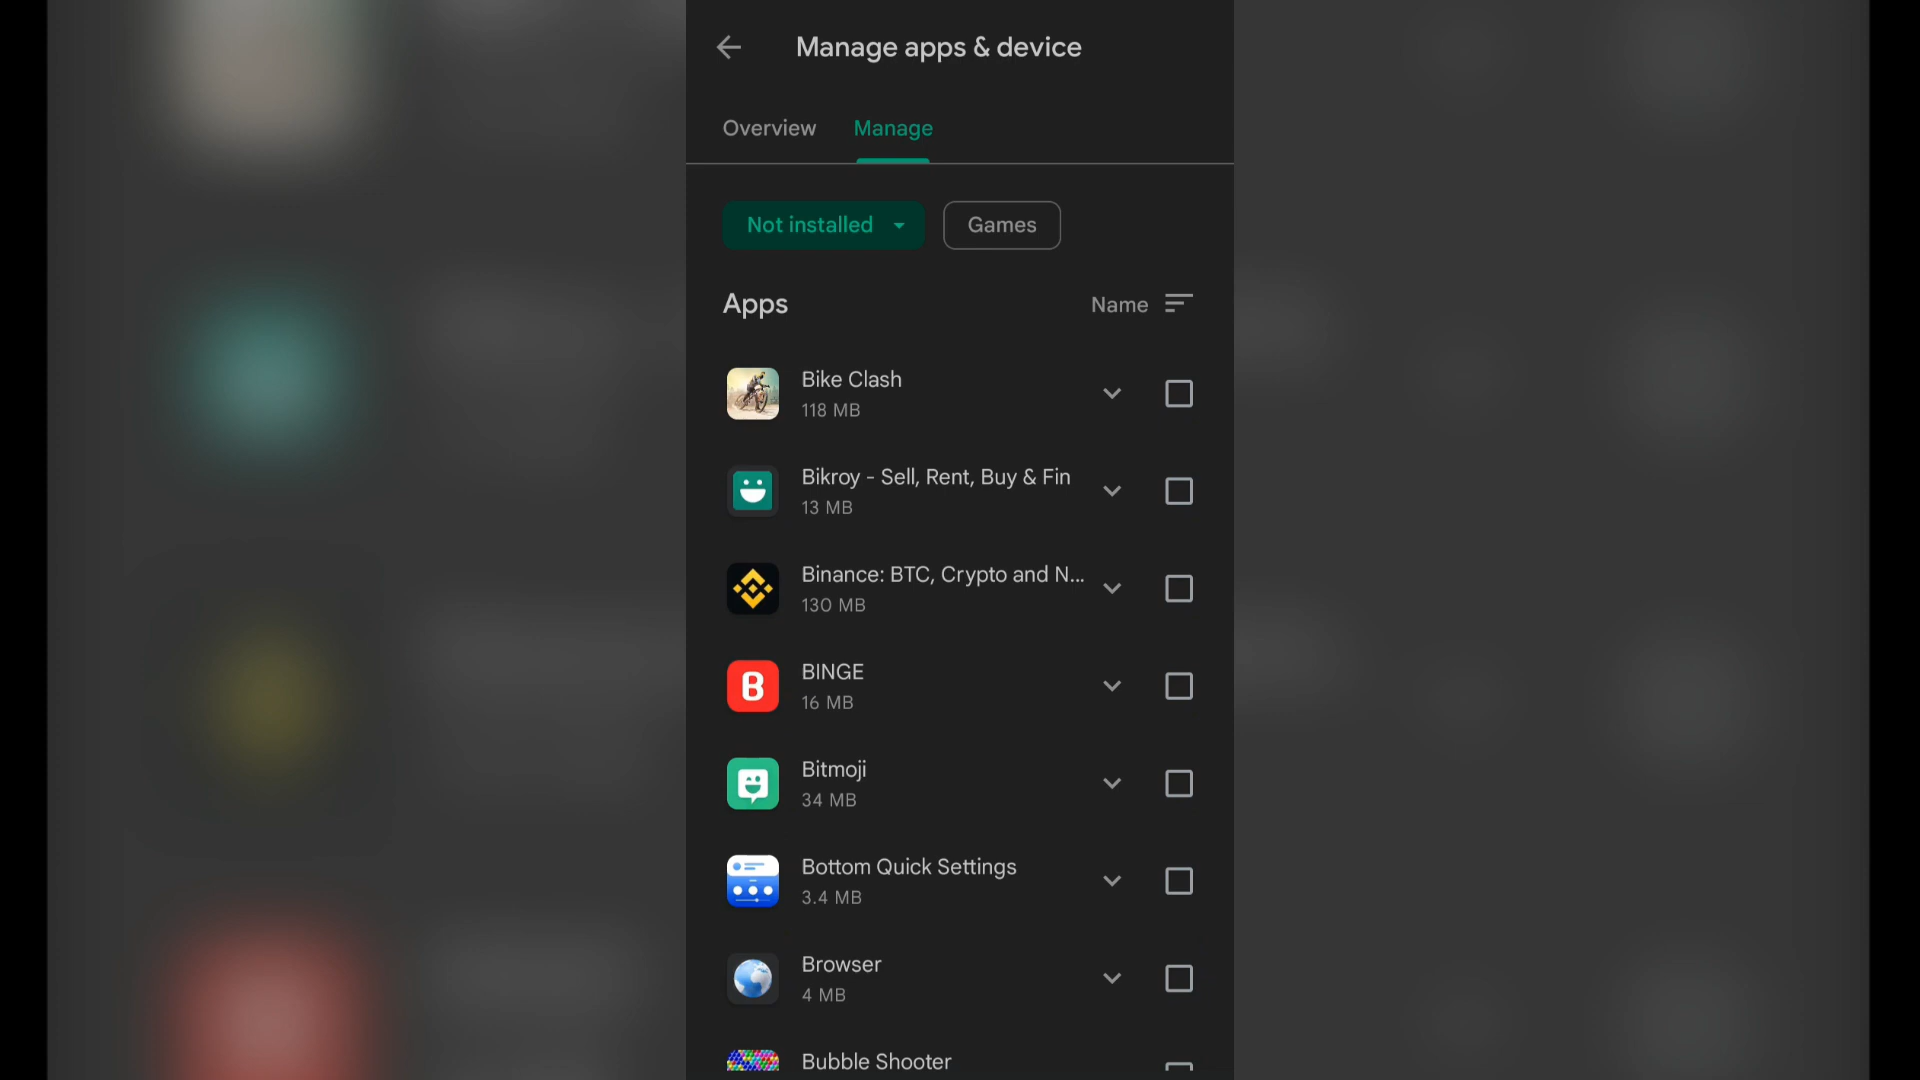 Manage apps & device
Overview Manage
Not installed Games
Apps Name
Bike Clash
118 MB
Bikroy - Sell, Rent, Buy & Fin
13 MB
Binance: BTC, Crypto and N...
130 MB
B
BINGE
16 MB
Bitmoji
34 MB
Bottom Quick Settings
3.4 MB
Browser
4 MB
Bubble Shooter